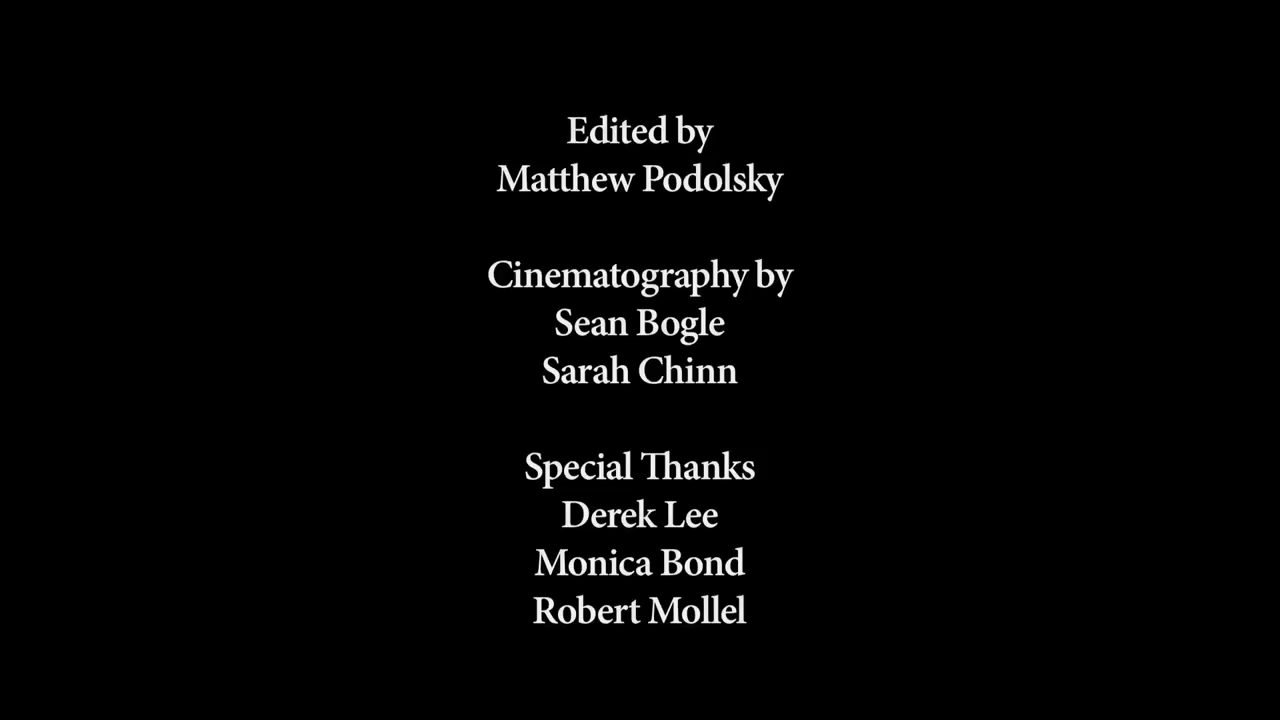 Edited by
Matthew Podolsky
Cinematography by
Sean Bogle
Sarah Chinn
Special Thanks
Derek Lee
Monica Bond
Robert Mollel